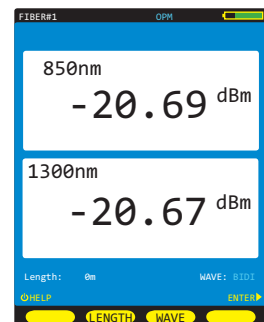 FIBER#1 OPM
850nm
-20.69 dBm
1300nm
-20.67 dBm
Length: 0m WAVE: BIDI
HELP ENTER
LENGTH WAVE